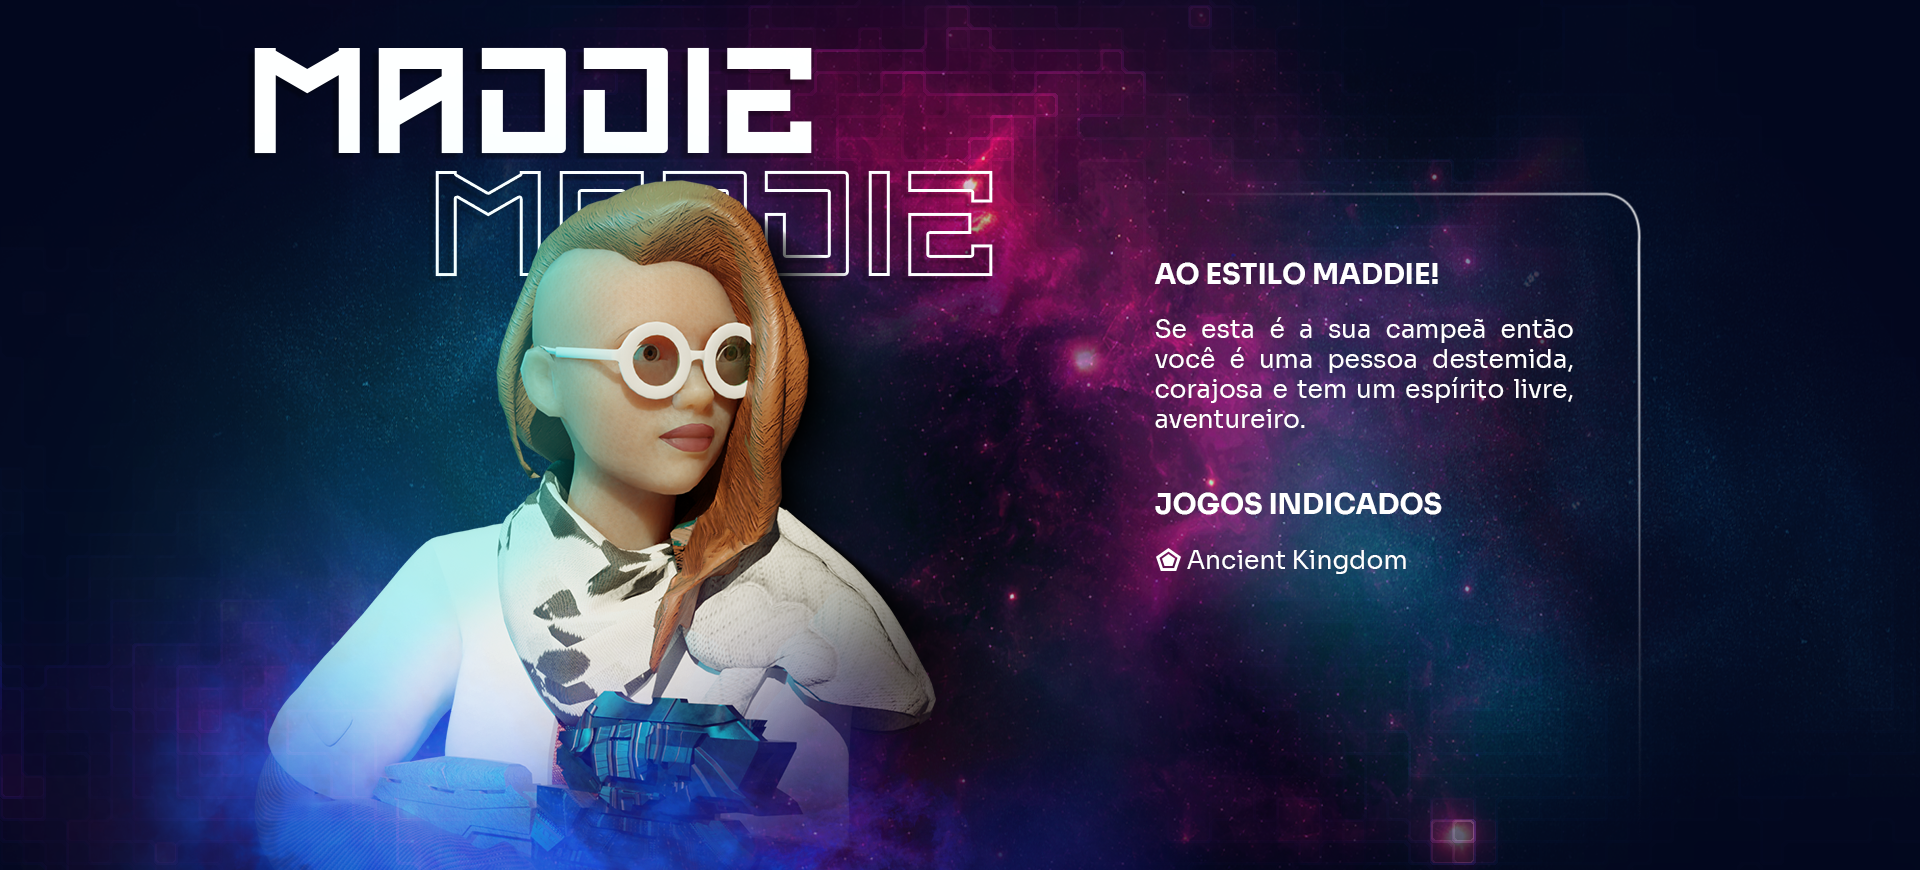 MADDIE
MADDIE
AO ESTILO MADDIE!
Se esta é a sua campeã então
você é uma pessoa destemida,
corajosa e tem um espírito livre,
aventureiro.
JOGOS INDICADOS
Ancient Kingdom